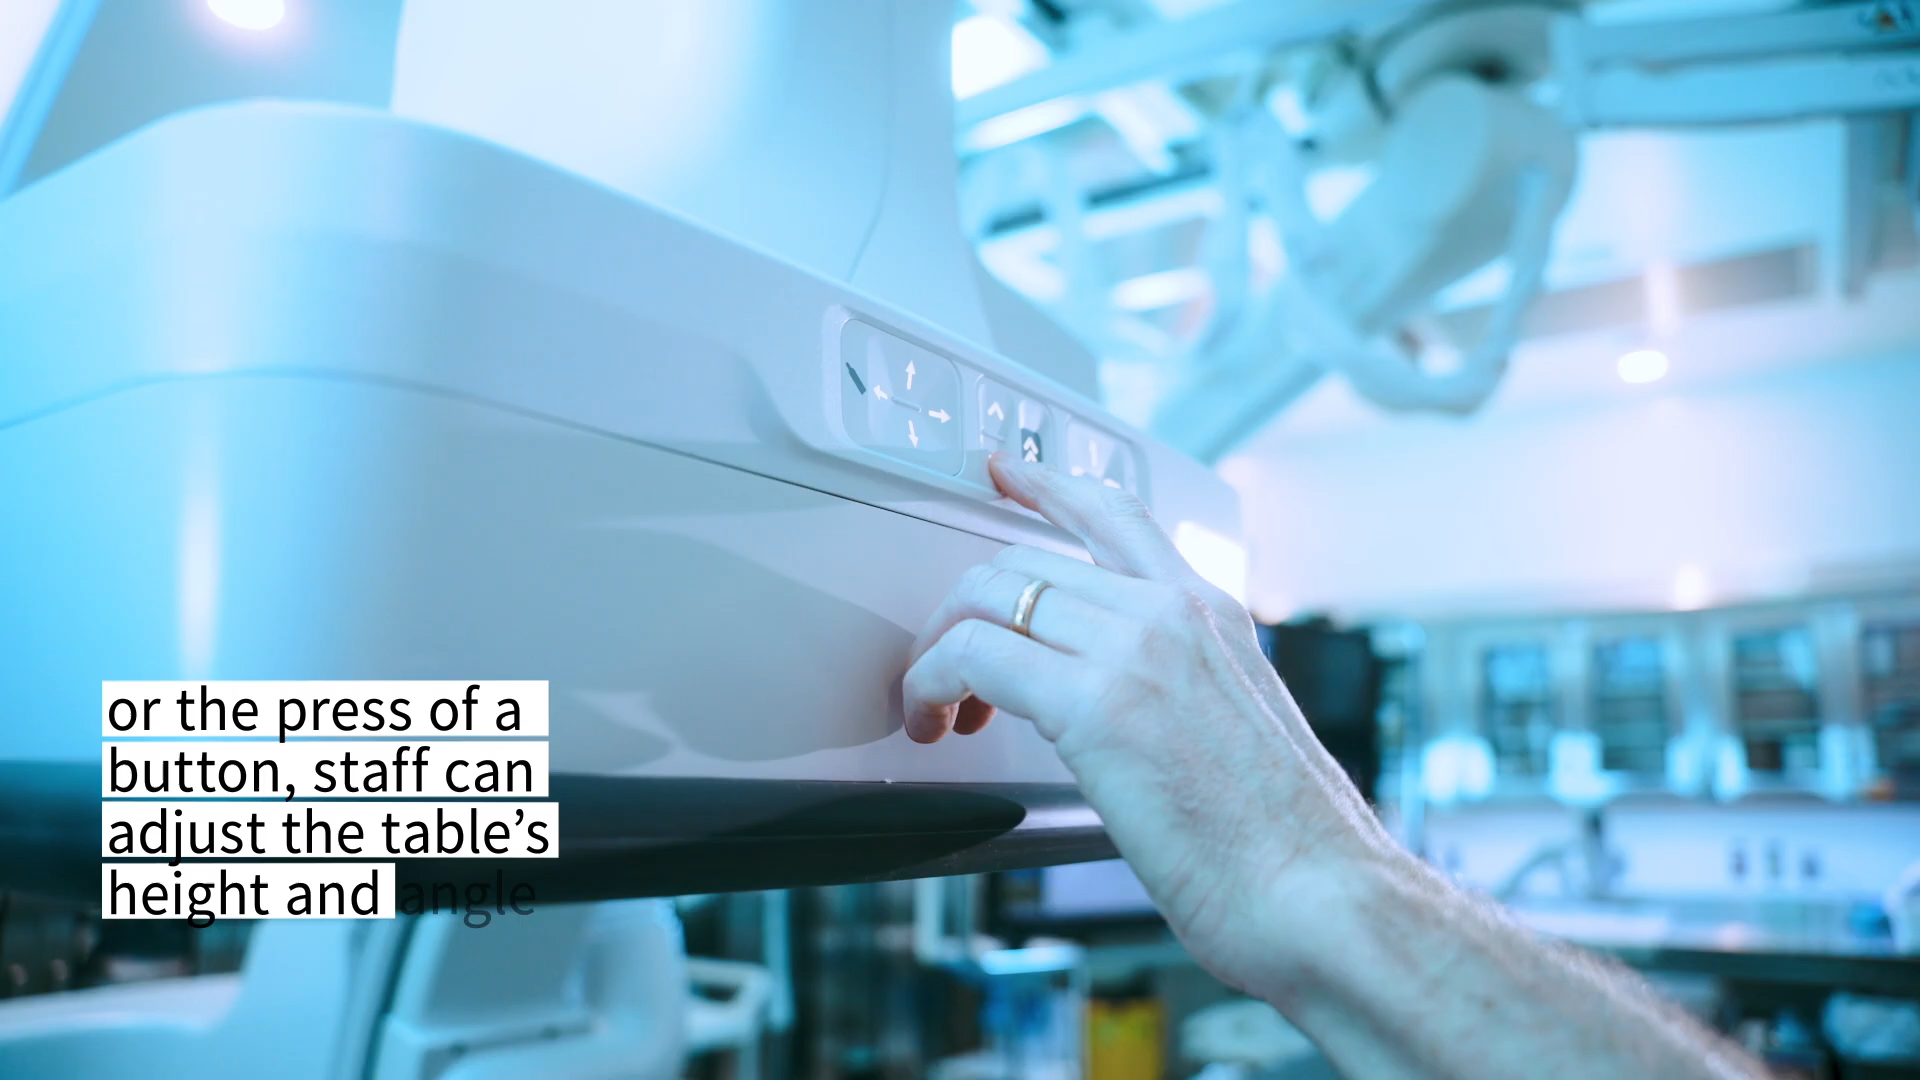 or the press of a
button, staff can
adjust the table’s
height and angle